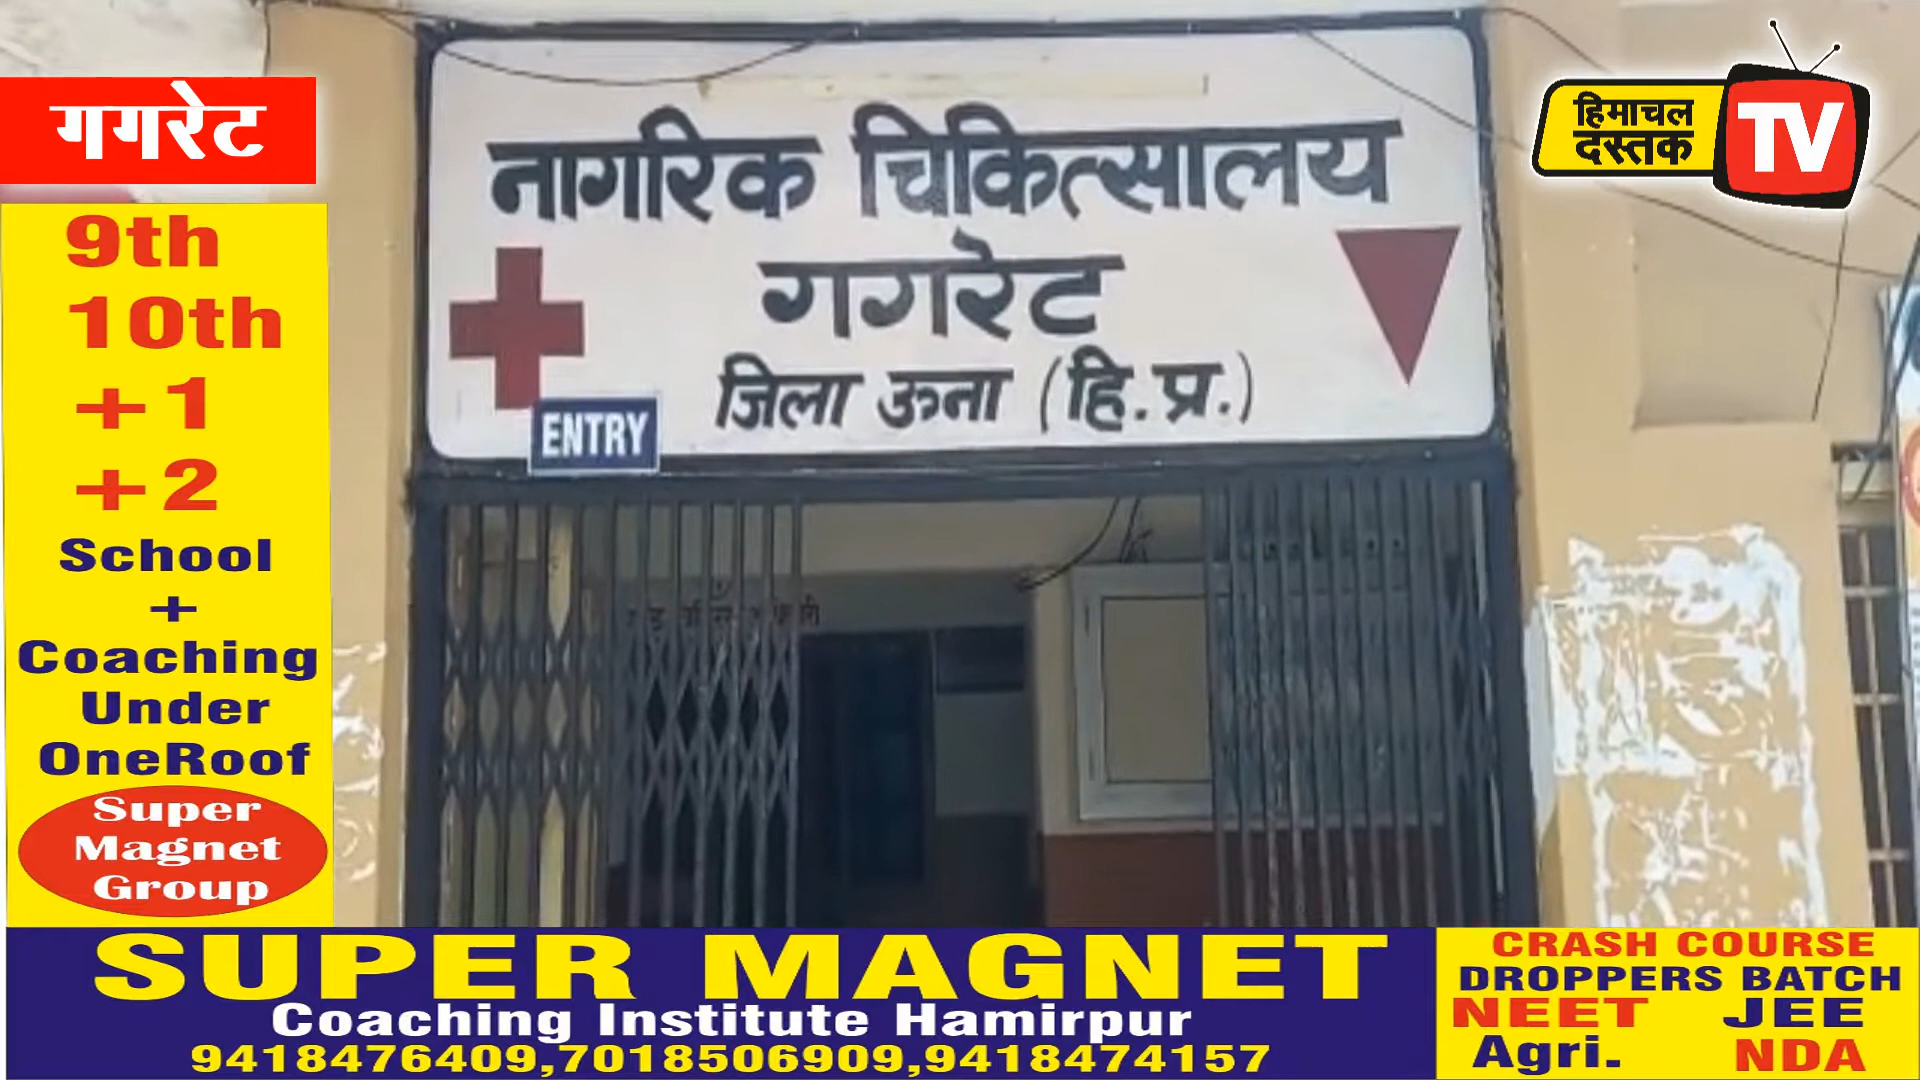 गगरेट
हिमाचल
दस्तक
TV
नागरिक चिकित्सालय
गगरेट
जिला ऊना (हि.प्र.)
ENTRY
9th
10th
+1
+2
School
+
Coaching
Under
OneRoof
Super
Magnet
Group
SUPER MAGNET
Coaching Institute Hamirpur
9418476409,7018506909,9418474157
CRASH COURSE
DROPPERS BATCH
NEET JEE
Agri. NDA